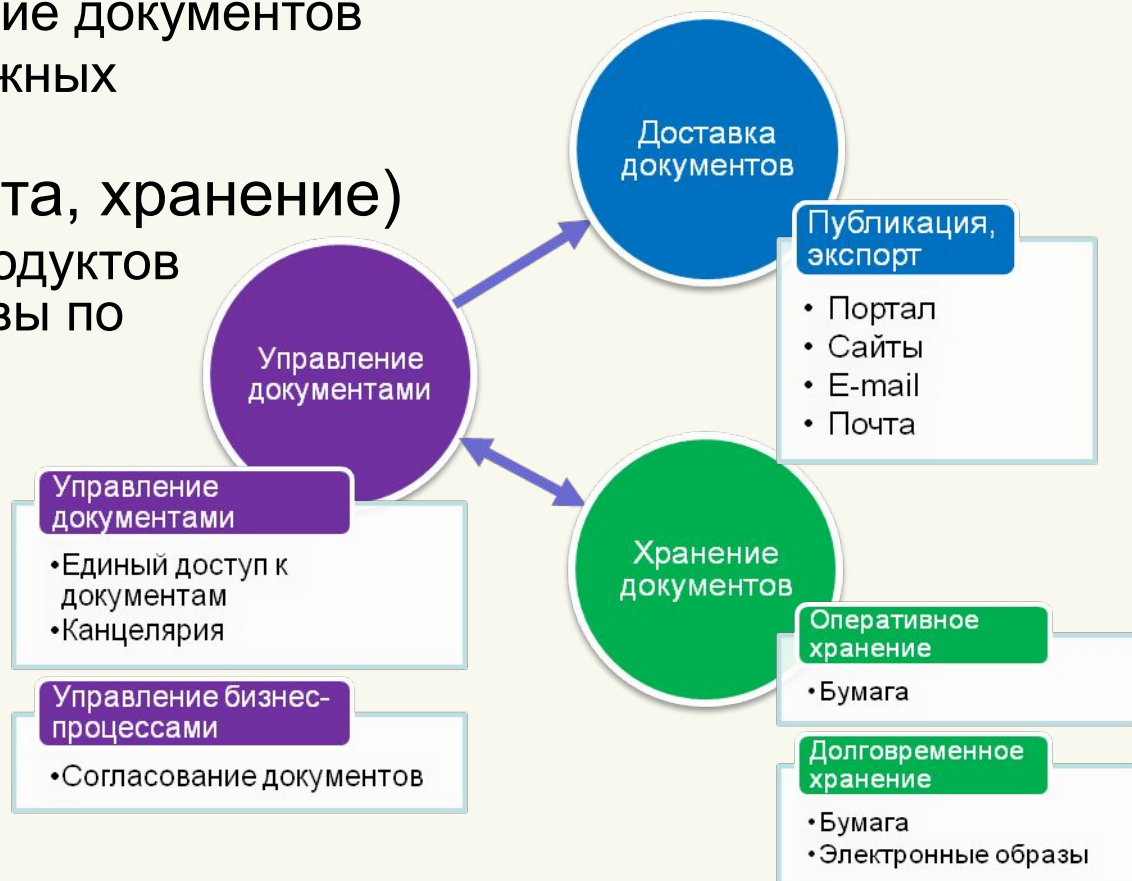 ие документов
жных
та, хранение)
одуктов
вы по
Доставка
документов
Публикация,
экспорт
• Портал
• Сайты
• E-mail
• Почта
Управление
документами
Управление
документами
•Единый доступ к
документам
•Канцелярия
Управление бизнес-
процессами
•Согласование документов
Хранение
документов
Оперативное
хранение
•Бумага
Долговременное
хранение
•Бумага
•Электронные образы